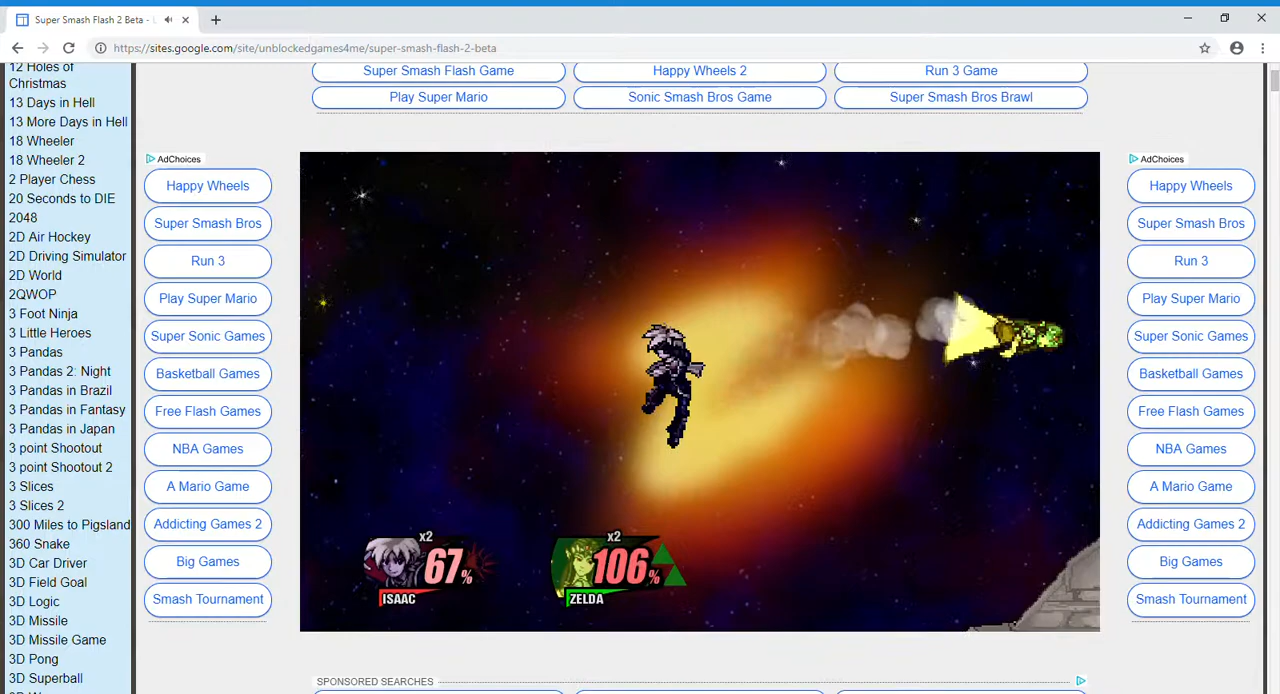 Super Smash Flash 2 Beta -
https://sites.google.com/site/unblockedgames4me/super-smash-flash-2-beta
12 Holes of
Christmas
13 Days in Hell
13 More Days in Hell
18 Wheeler
18 Wheeler 2
2 Player Chess
20 Seconds to DIE
2048
2D Air Hockey
2D Driving Simulator
2D World
2QWOP
3 Foot Ninja
3 Little Heroes
3 Pandas
3 Pandas 2: Night
3 Pandas in Brazil
3 Pandas in Fantasy
3 Pandas in Japan
3 point Shootout
3 point Shootout 2
3 Slices
3 Slices 2
300 Miles to Pigsland
360 Snake
3D Car Driver
3D Field Goal
3D Logic
3D Missile
3D Missile Game
3D Pong
3D Superball
Super Smash Flash Game Happy Wheels 2 Run 3 Game
Play Super Mario Sonic Smash Bros Game Super Smash Bros Brawl
AdChoices
Happy Wheels
Super Smash Bros
Run 3
Play Super Mario
Super Sonic Games
Basketball Games
Free Flash Games
NBA Games
A Mario Game
Addicting Games 2
Big Games
Smash Tournament
x2
67%
ISAAC
x2
106%
ZELDA
AdChoices
Happy Wheels
Super Smash Bros
Run 3
Play Super Mario
Super Sonic Games
Basketball Games
Free Flash Games
NBA Games
A Mario Game
Addicting Games 2
Big Games
Smash Tournament
SPONSORED SEARCHES